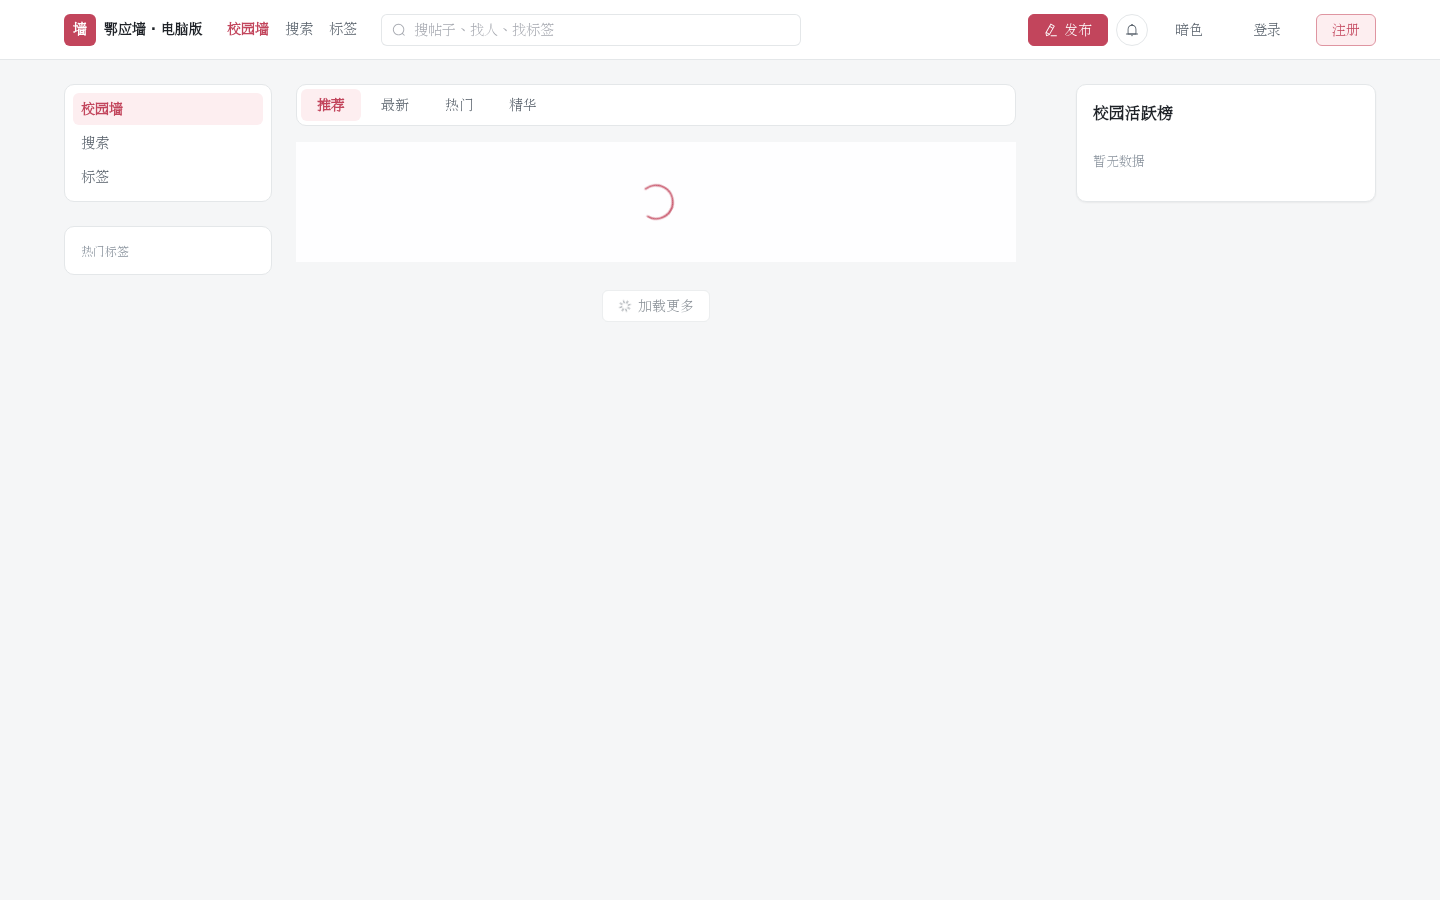 墙 鄂应墙・电脑版 校园墙 搜索 标签 搜帖子、找人、找标签 发布 暗色 登录 注册
校园墙
搜索
标签
热门标签
推荐 最新 热门 精华
加载更多
校园活跃榜
暂无数据